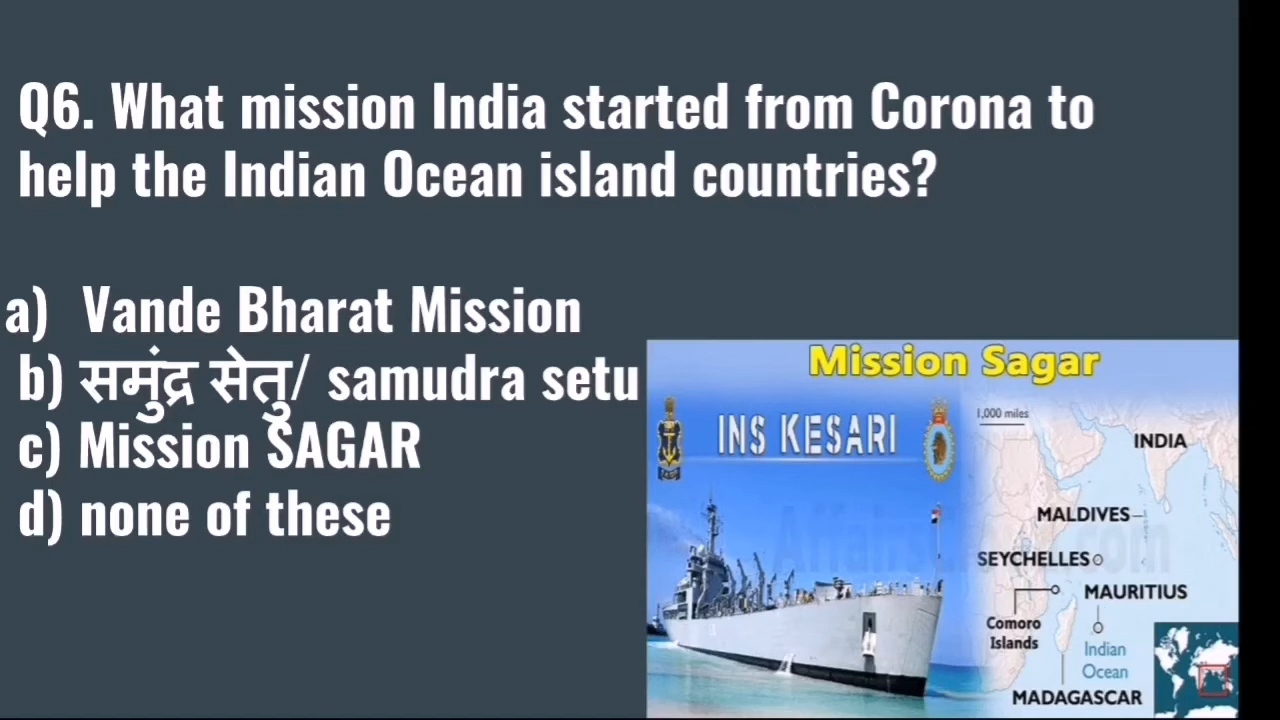 Q6. What mission India started from Corona to
help the Indian Ocean island countries?
a) Vande Bharat Mission
b) समुंद्र सेतु/ samudra setu
c) Mission SAGAR
d) none of these
Mission Sagar
INS KESARI
1,000 miles
INDIA
MALDIVES
SEYCHELLES
MAURITIUS
Comoro
Islands
Indian
Ocean
MADAGASCAR